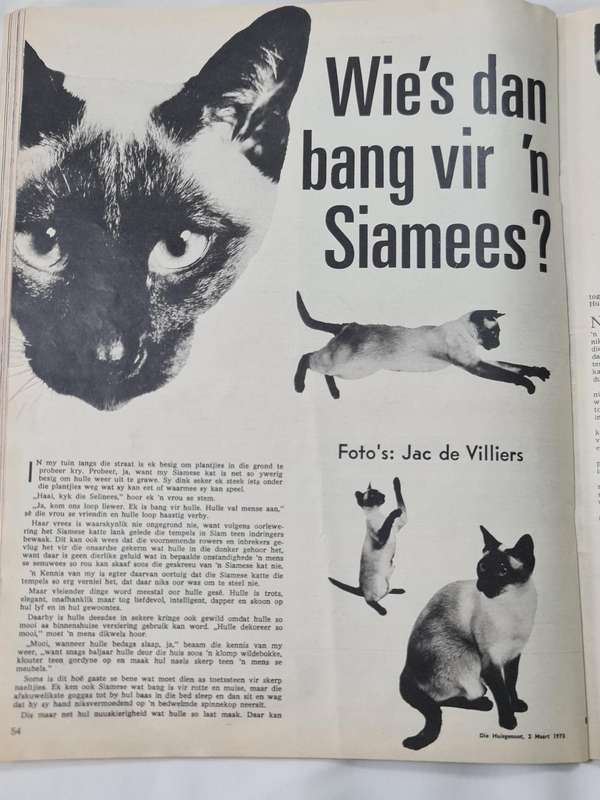 Wie's dan
bang vir 'n
Siamees?
Foto's: Jac de Villiers
IN my tuin langs die straat is ek besig om plantjies in die grond te
probeer kry. Probeer, ja, want my Siamese kat is net so ywerig
besig om hulle weer uit te grawe. Sy dink seker ek steek iets onder
die plantjies weg wat sy kan eet of waarmee sy kan speel.
„Haai, kyk die Selinees," hoor ek 'n vrou se stem.
„Ja, kom ons loop liewer. Ek is bang vir hulle. Hulle val mense aan,"
sê die vrou se vriendin en hulle loop haastig verby.
Haar vrees is waarskynlik nie ongegrond nie, want volgens oorlewe-
ring het Siamese katte lank gelede die tempels in Siam teen indringers
bewaak. Dit kan ook wees dat die voornemende rowers en inbrekers ge-
vlug het vir die onaardse gekerm wat hulle in die donker gehoor het,
want daar is geen dierlike geluid wat in bepaalde omstandighede 'n mens
se senuwees so rou kan skaaf soos die geskreeu van 'n Siamese kat nie.
'n Kennis van my is egter daarvan oortuig dat die Siamese katte die
tempels so erg verniel het, dat daar niks oor was om te steel nie.
Maar vleiender dinge word meestal oor hulle gesê. Hulle is trots,
elegant, onafhanklik maar tog liefdevol, intelligent, dapper en skoon op
hul lyf en in hul gewoontes.
Daarby is hulle deesdae in sekere kringe ook gewild omdat hulle so
mooi as binnenshuise versiering gebruik kan word. „Hulle dekoreer so
mooi," moet 'n mens dikwels hoor.
„Mooi, wanneer hulle bedags slaap, ja," beaam die kennis van my
weer, „want snags baljaar hulle deur die huis soos 'n klomp wildebokke,
klouter teen gordyne op en maak hul naels skerp teen 'n mens se
meubels."
Soms is dit hoë gaste se bene wat moet dien as toetssteen vir skerp
naeltjies. Ek ken ook Siamese wat bang is vir rotte en muise, maar die
afskuwelikste goggas tot by hul baas in die bed sleep en dan sit en wag
dat hy sy hand niksvermoedend op 'n bedwelmde spinnekop neersit.
Dis maar net hul nuuskierigheid wat hulle so laat maak. Daar kan
54
Die Huisgenoot, 2 Maart 1973